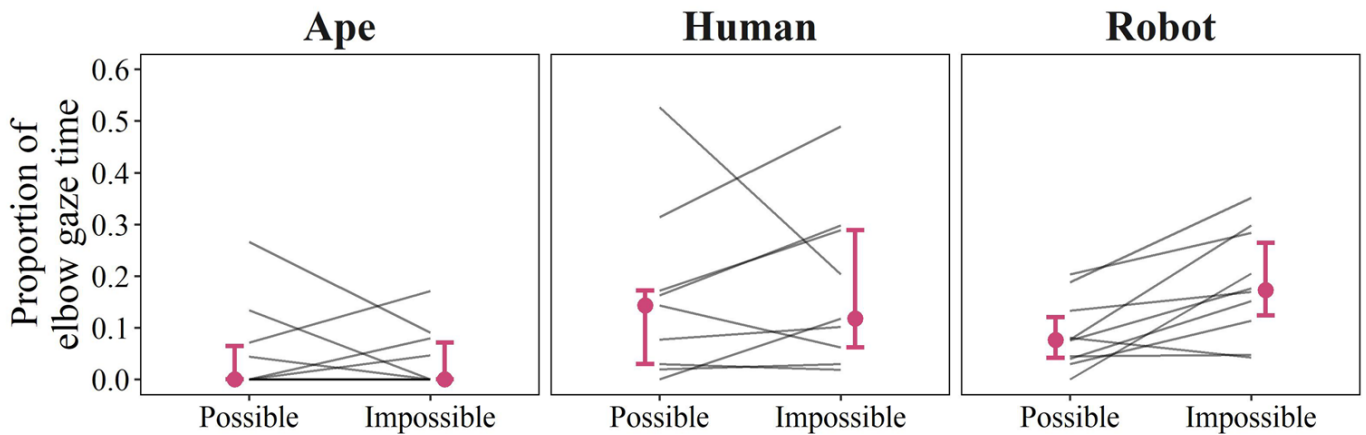 Ape
Human
Robot
Proportion of
elbow gaze time
0.6
0.5
0.4
0.3
0.2
0.1
0.0
Possible
Impossible
Possible
Impossible
Possible
Impossible